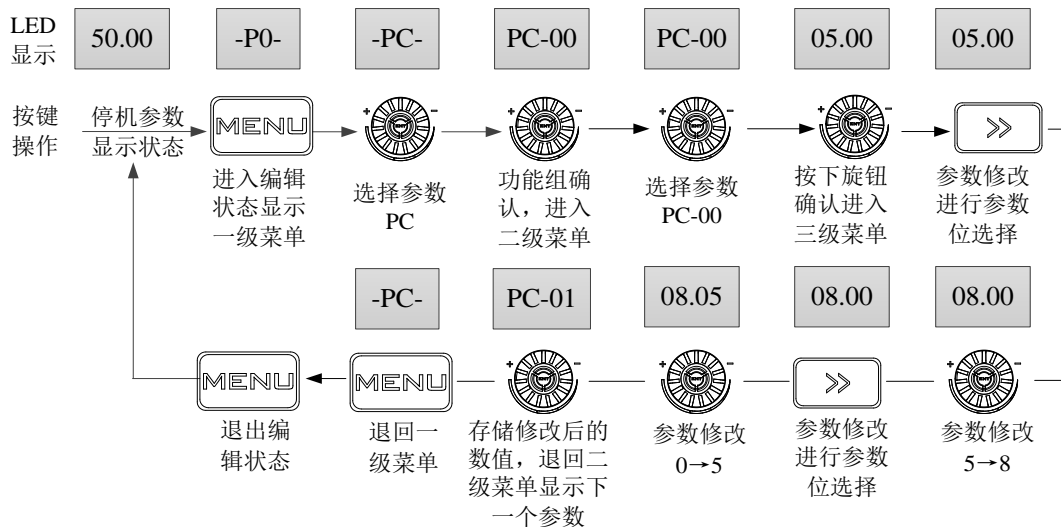 LED
显示
50.00
-P0-
-PC-
PC-00
PC-00
05.00
05.00
按键
操作
停机参数
显示状态
MENU
+ −
ENT
+ −
ENT
+ −
ENT
+ −
ENT
>>
进入编辑
状态显示
一级菜单
选择参数
PC
功能组确
认，进入
二级菜单
选择参数
PC-00
按下旋钮
确认进入
三级菜单
参数修改
进行参数
位选择
-PC-
PC-01
08.05
08.00
08.00
MENU
MENU
+ −
ENT
+ −
ENT
>>
+ −
ENT
退出编
辑状态
退回一
级菜单
存储修改后的
数值，退回二
级菜单显示下
一个参数
参数修改
0→5
参数修改
进行参数
位选择
参数修改
5→8